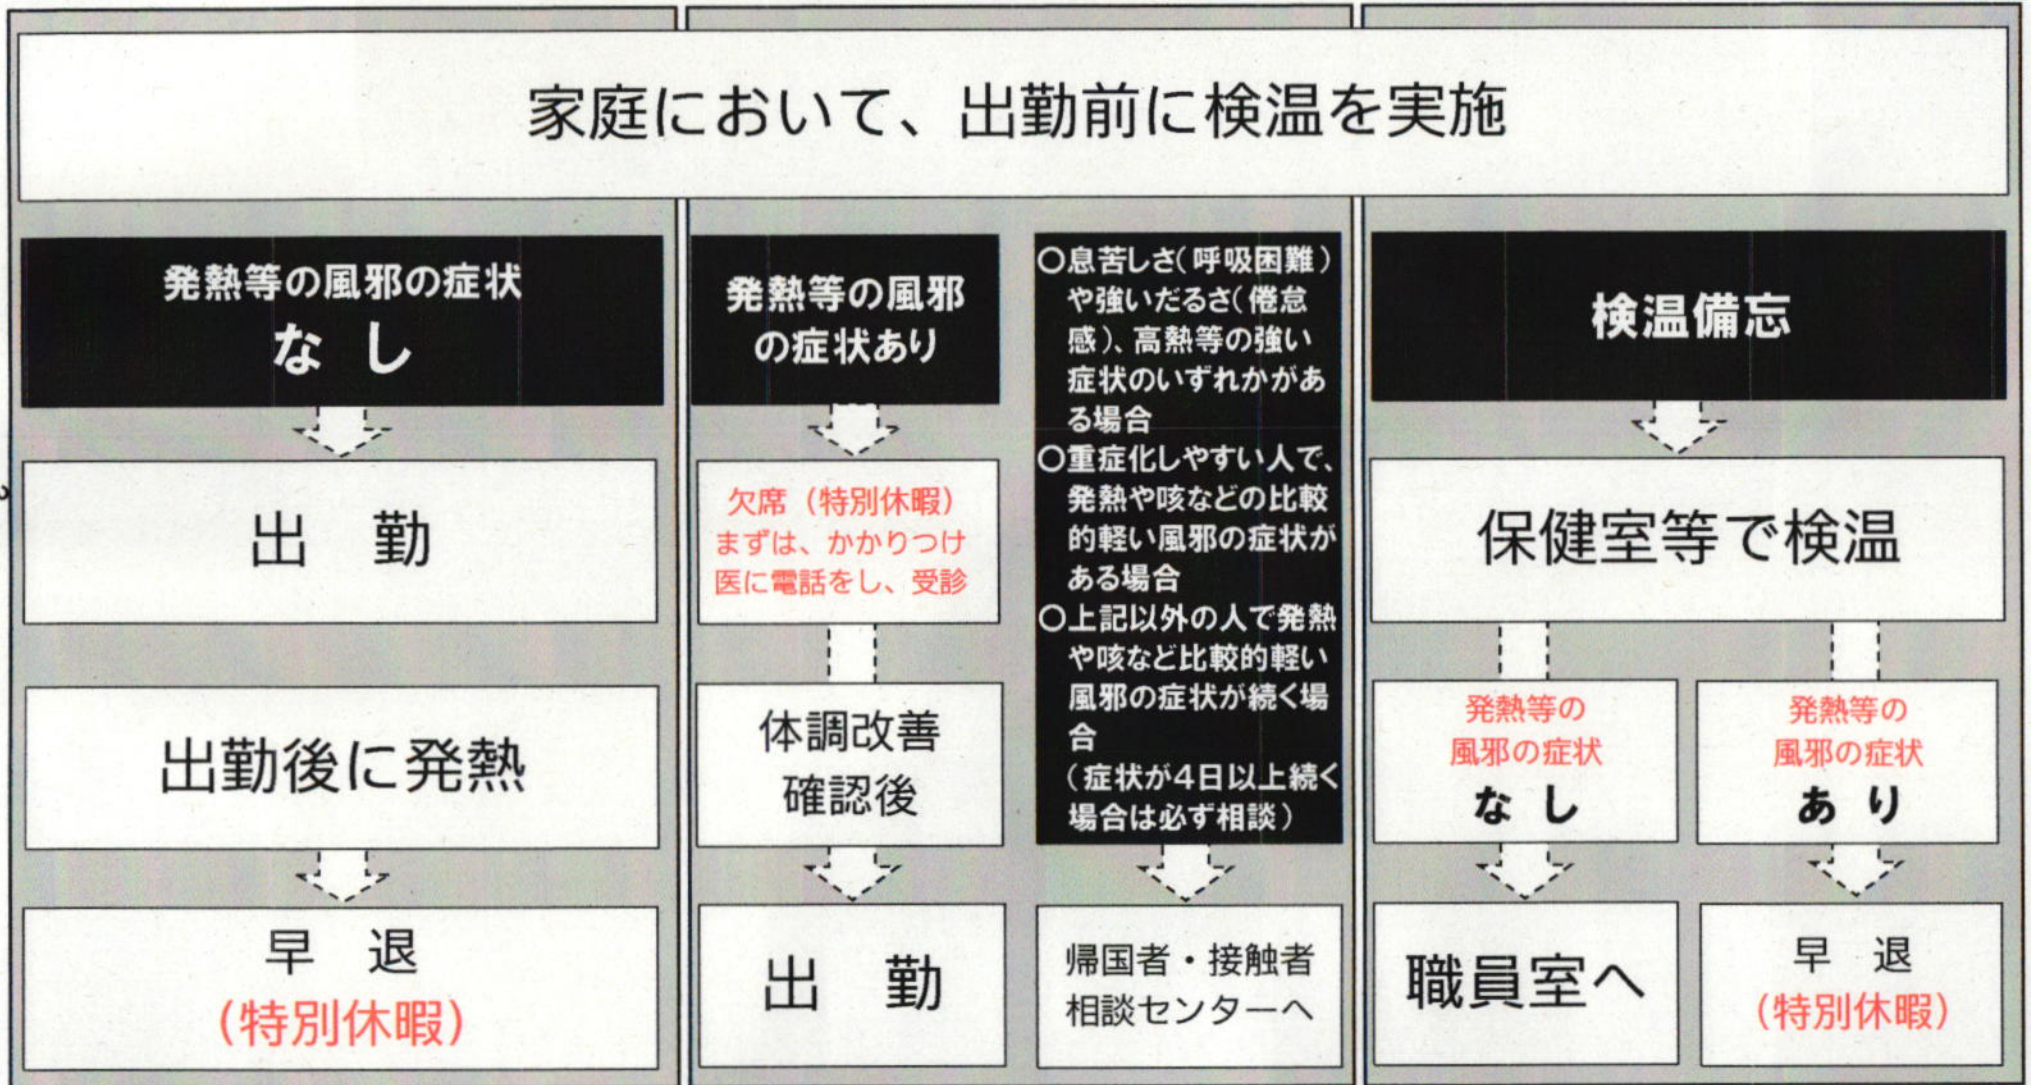 家庭において、出勤前に検温を実施
発熱等の風邪の症状
なし
出勤
出勤後に発熱
早退
(特別休暇)
発熱等の風邪
の症状あり
欠席（特別休暇）
まずは、かかりつけ
医に電話をし、受診
体調改善
確認後
出勤
○息苦しさ(呼吸困難)
や強いだるさ(倦怠
感)、高熱等の強い
症状のいずれかがあ
る場合
○重症化しやすい人で、
発熱や咳などの比較
的軽い風邪の症状が
ある場合
○上記以外の人で発熱
や咳など比較的軽い
風邪の症状が続く場
合
(症状が4日以上続く
場合は必ず相談)
帰国者・接触者
相談センターへ
検温備忘
保健室等で検温
発熱等の
風邪の症状
なし
職員室へ
発熱等の
風邪の症状
あり
早退
(特別休暇)